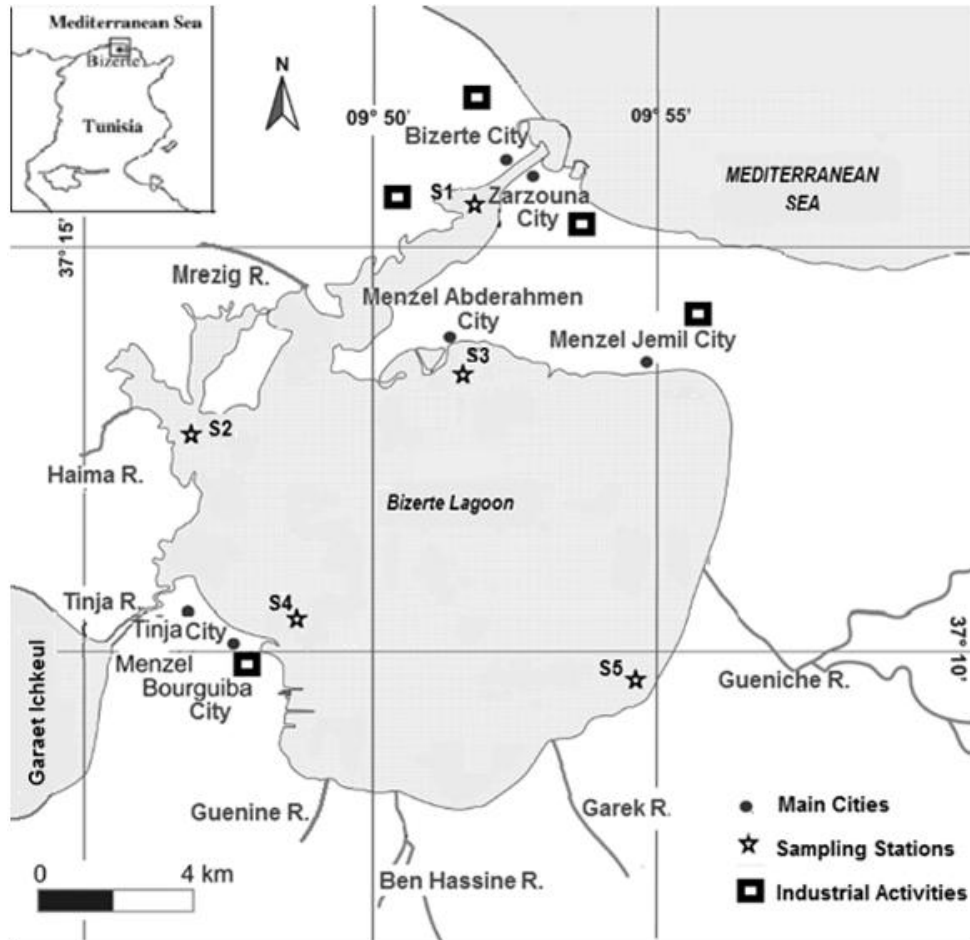 Mediterranean Sea
Bizerte
Tunisia
N
09° 50'
09° 55'
Bizerte City
S1
Zarzouna
City
MEDITERRANEAN
SEA
37° 15'
Mrezig R.
Menzel Abderahmen
City
S3
Menzel Jemil City
S2
Haima R.
Bizerte Lagoon
Tinja R.
Tinja City
S4
Menzel
Bourguiba
City
S5
Gueniche R.
37° 10'
Garaet Ichkeul
Guenine R.
Garek R.
Ben Hassine R.
Main Cities
Sampling Stations
Industrial Activities
0
4 km